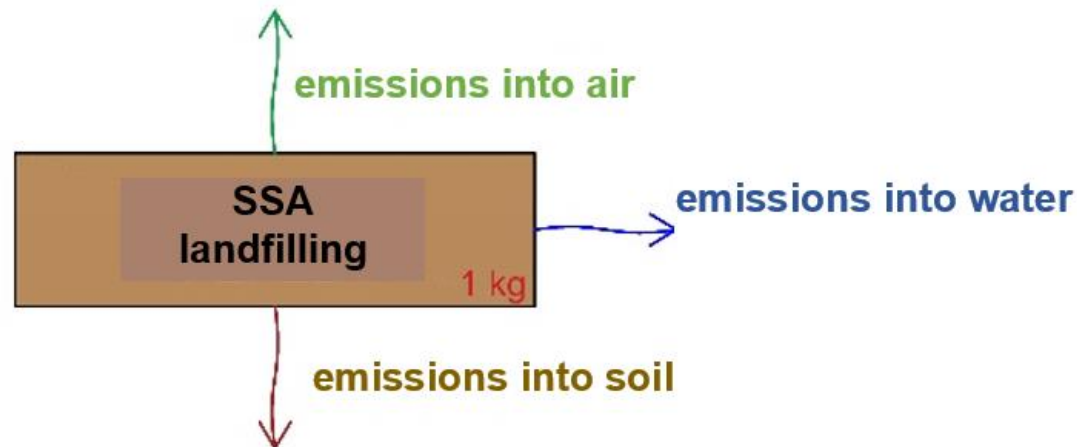 emissions into air
SSA
landfilling
emissions into water
1 kg
emissions into soil